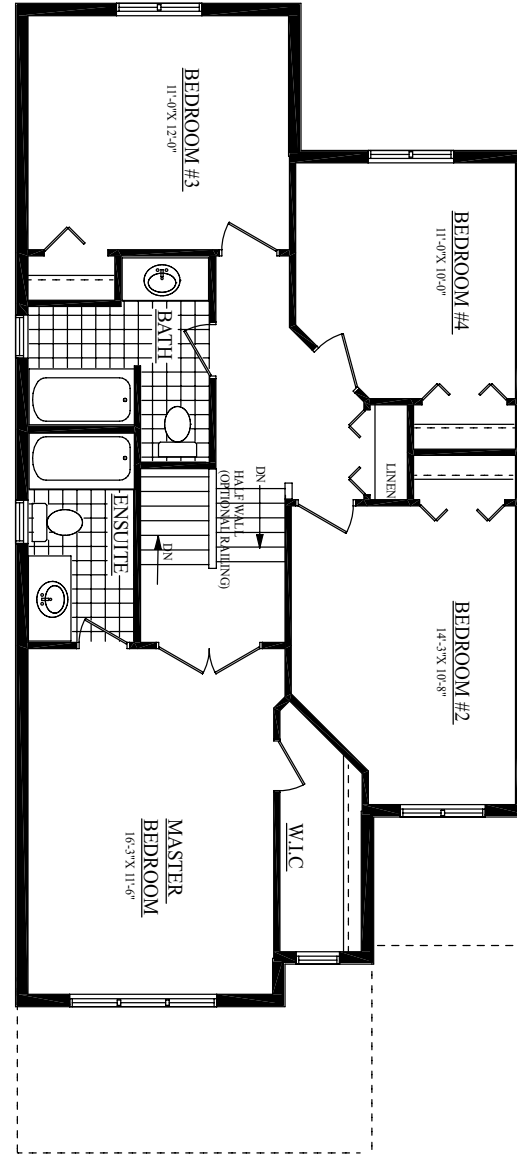 BEDROOM #3
11'-0"X 12'-0"
BEDROOM #4
11'-0"X 10'-0"
BATH
LINEN
DN
HALF WALL
(OPTIONAL RAILING)
DN
ENSUITE
BEDROOM #2
14'-3"X 10'-8"
MASTER
BEDROOM
16'-3"X 11'-6"
W.I.C